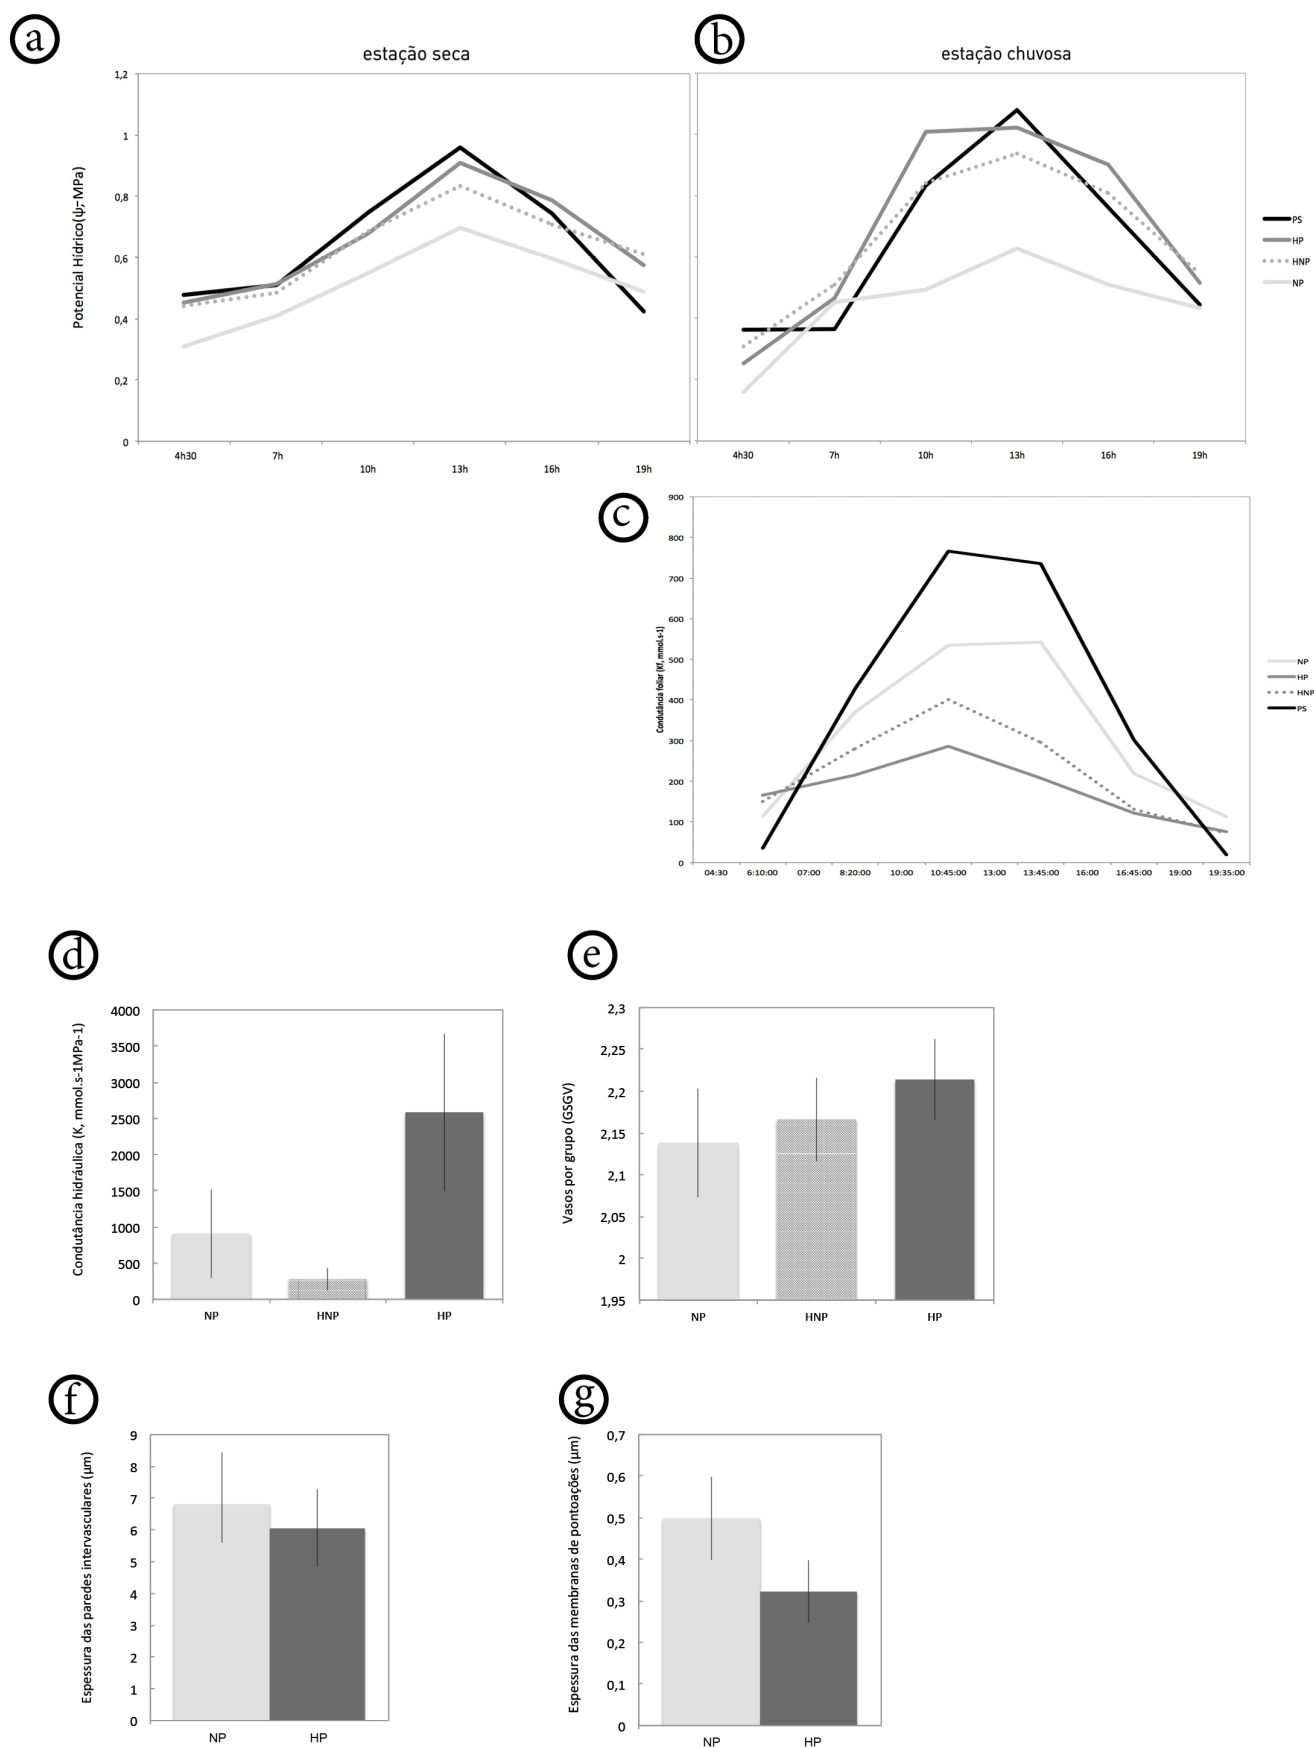 a
estação seca
b
estação chuvosa
Potencial Hídrico(ψ,-MPa)
1,2
1
0,8
0,6
0,4
0,2
0
4h30
7h
10h
13h
16h
19h
4h30
7h
10h
13h
16h
19h
PS
HP
HNP
NP
c
Condutância foliar (Kf, mmol.s-1)
900
800
700
600
500
400
300
200
100
0
04:30
6:10:00
07:00
8:20:00
10:00
10:45:00
13:00
13:45:00
16:00
16:45:00
19:00
19:35:00
NP
HP
HNP
PS
d
Condutância hidráulica (K, mmol.s-1MPa-1)
4000
3500
3000
2500
2000
1500
1000
500
0
NP
HNP
HP
e
Vasos por grupo (GSGV)
2,3
2,25
2,2
2,15
2,1
2,05
2
1,95
NP
HNP
HP
f
Espessura das paredes intervasculares (µm)
9
8
7
6
5
4
3
2
1
0
NP
HP
g
Espessura das membranas de pontoações (µm)
0,7
0,6
0,5
0,4
0,3
0,2
0,1
0
NP
HP